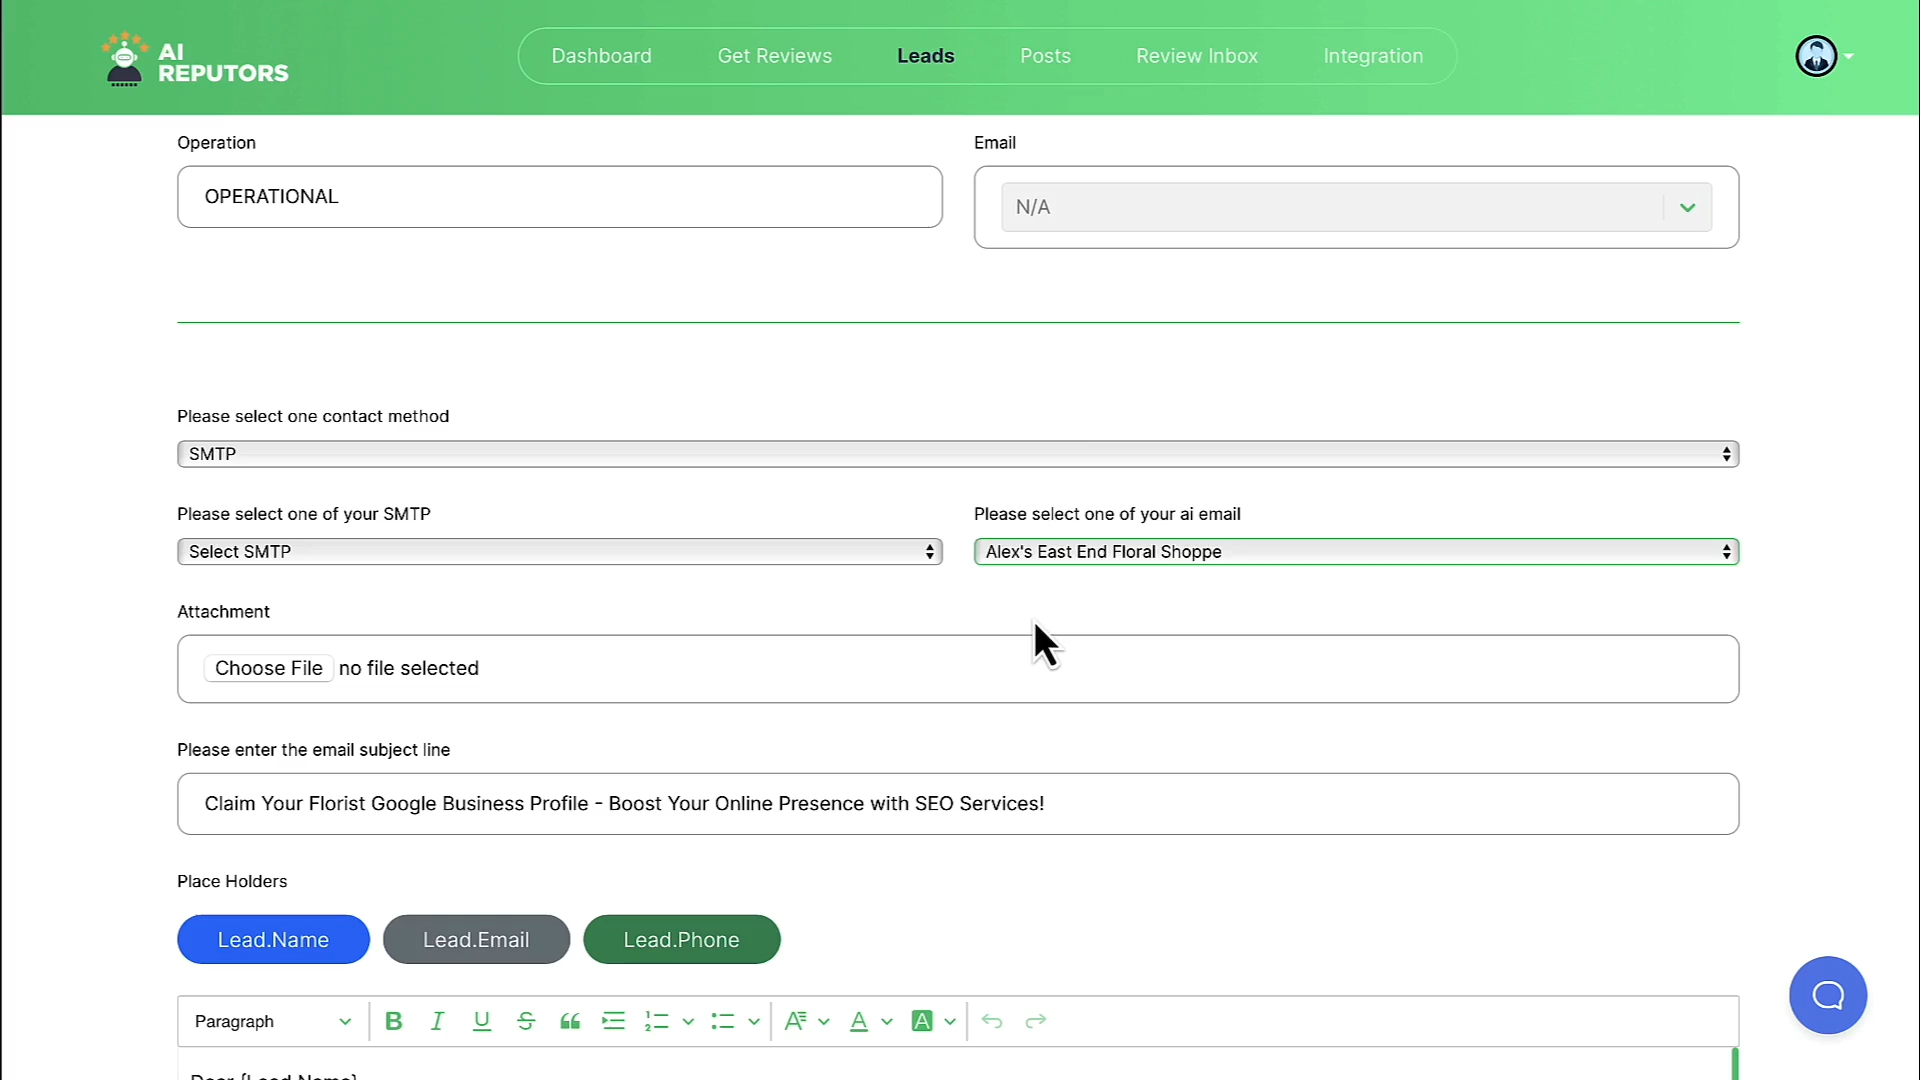 AI
REPUTORS
Dashboard
Get Reviews
Leads
Posts
Review Inbox
Integration
Operation
Email
OPERATIONAL
N/A
Please select one contact method
SMTP
Please select one of your SMTP
Please select one of your ai email
Select SMTP
Alex's East End Floral Shoppe
Attachment
Choose File no file selected
Please enter the email subject line
Claim Your Florist Google Business Profile - Boost Your Online Presence with SEO Services!
Place Holders
Lead.Name
Lead.Email
Lead.Phone
Paragraph
Dear {Lead.Name}